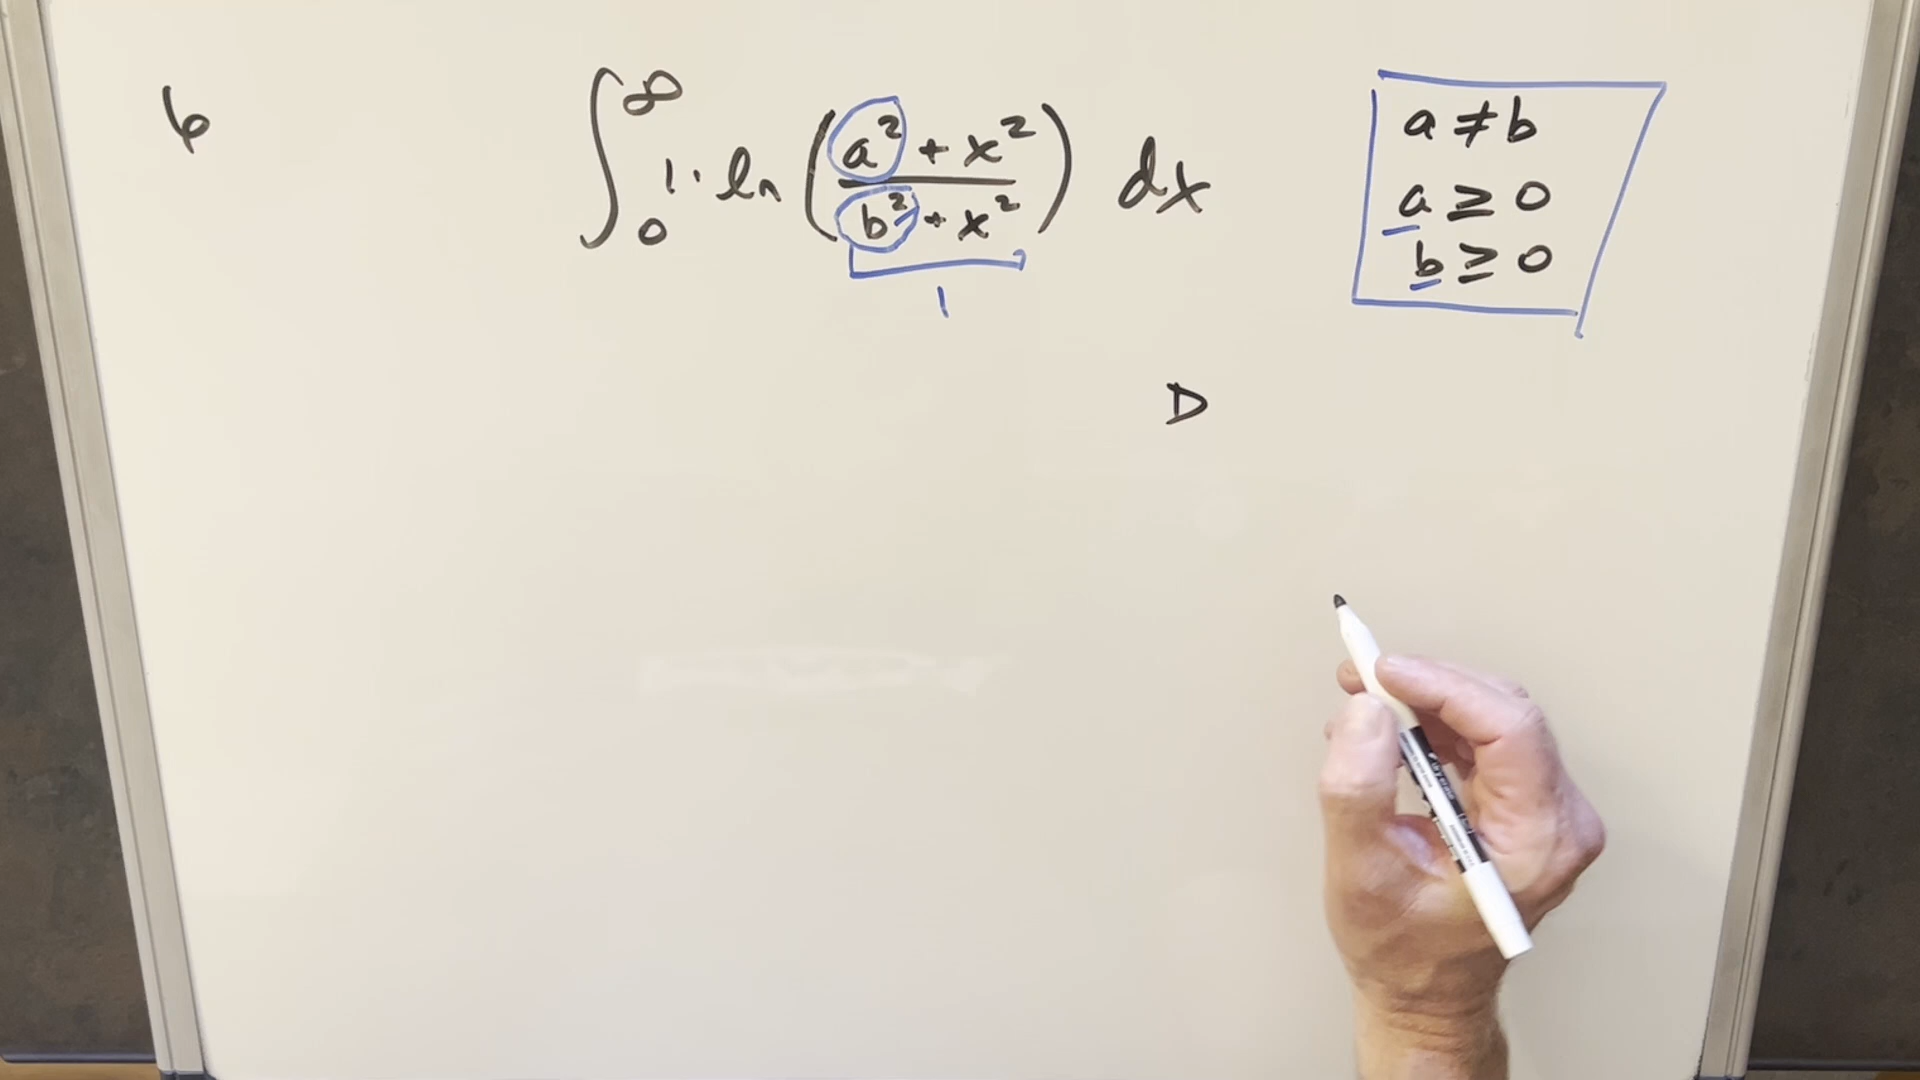 6
∫₀^∞ 1· ln ( (a² + x²) / (b² + x²) ) dx
1
a ≠ b
a ≥ 0
b ≥ 0
D